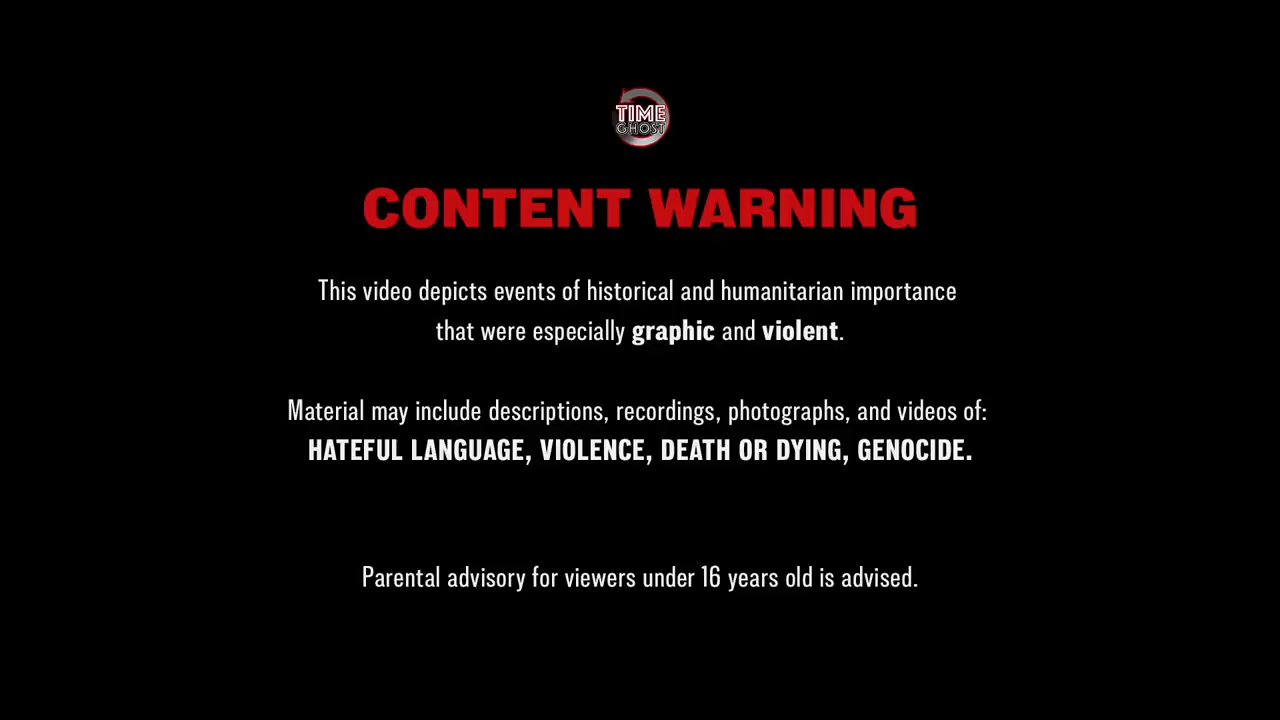 TIME
GHOST
CONTENT WARNING
This video depicts events of historical and humanitarian importance
that were especially graphic and violent.
Material may include descriptions, recordings, photographs, and videos of:
HATEFUL LANGUAGE, VIOLENCE, DEATH OR DYING, GENOCIDE.
Parental advisory for viewers under 16 years old is advised.